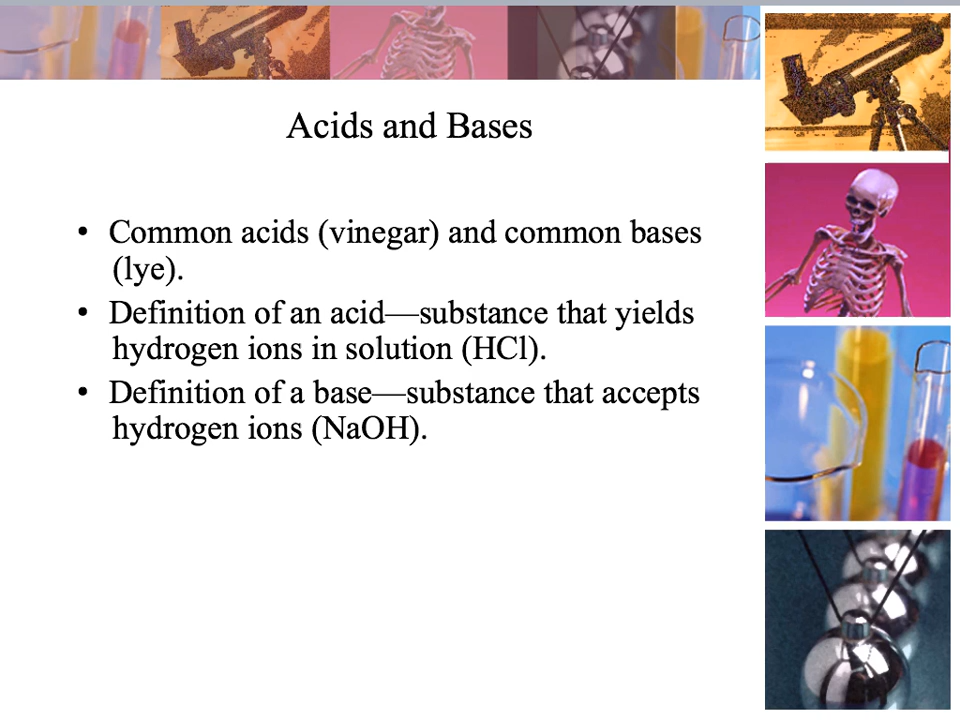 Acids and Bases
• Common acids (vinegar) and common bases
(lye).
• Definition of an acid—substance that yields
hydrogen ions in solution (HCl).
• Definition of a base—substance that accepts
hydrogen ions (NaOH).